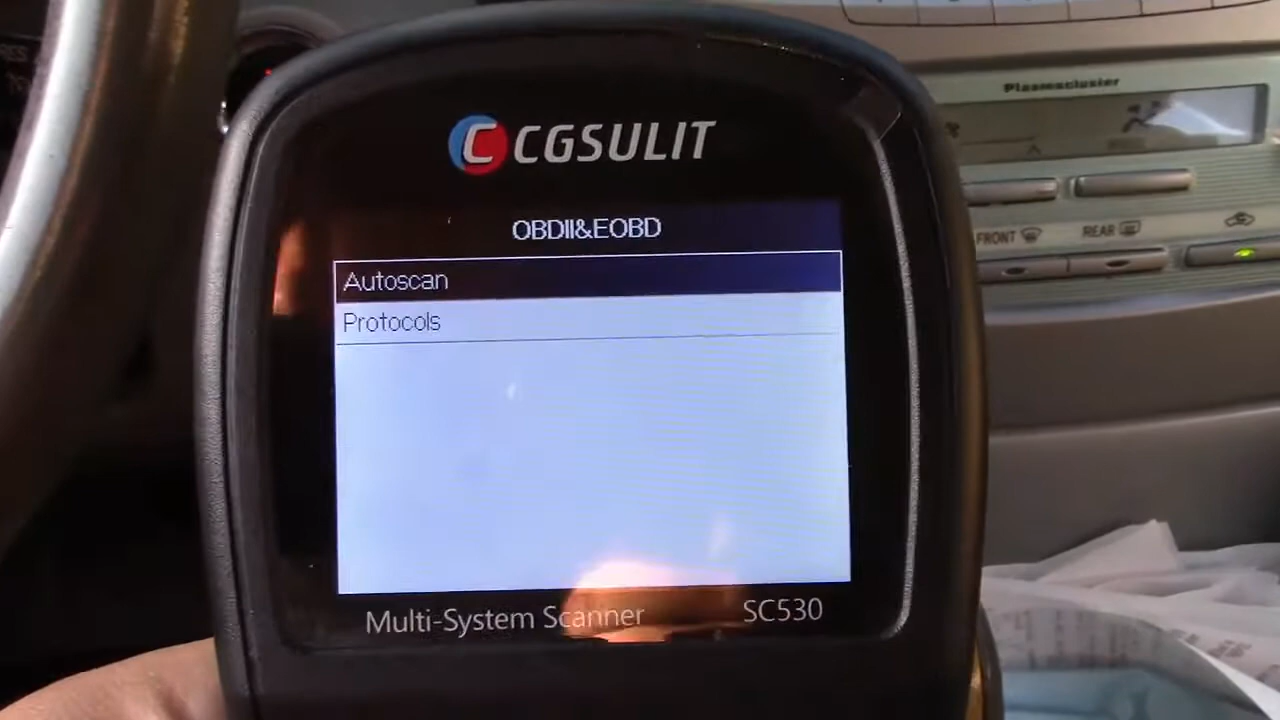 CGSULIT
OBDII&EOBD
Autoscan
Protocols
Multi-System Scanner SC530
Plasmacluster
FRONT REAR